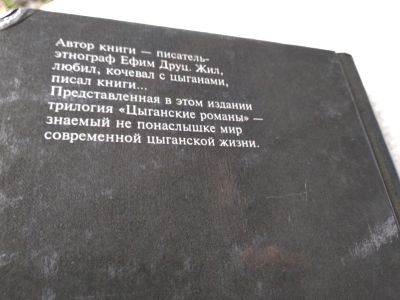 Автор книги — писатель-
этнограф Ефим Друц. Жил,
любил, кочевал с цыганами,
писал книги...
Представленная в этом издании
трилогия «Цыганские романы» —
знаемый не понаслышке мир
современной цыганской жизни.